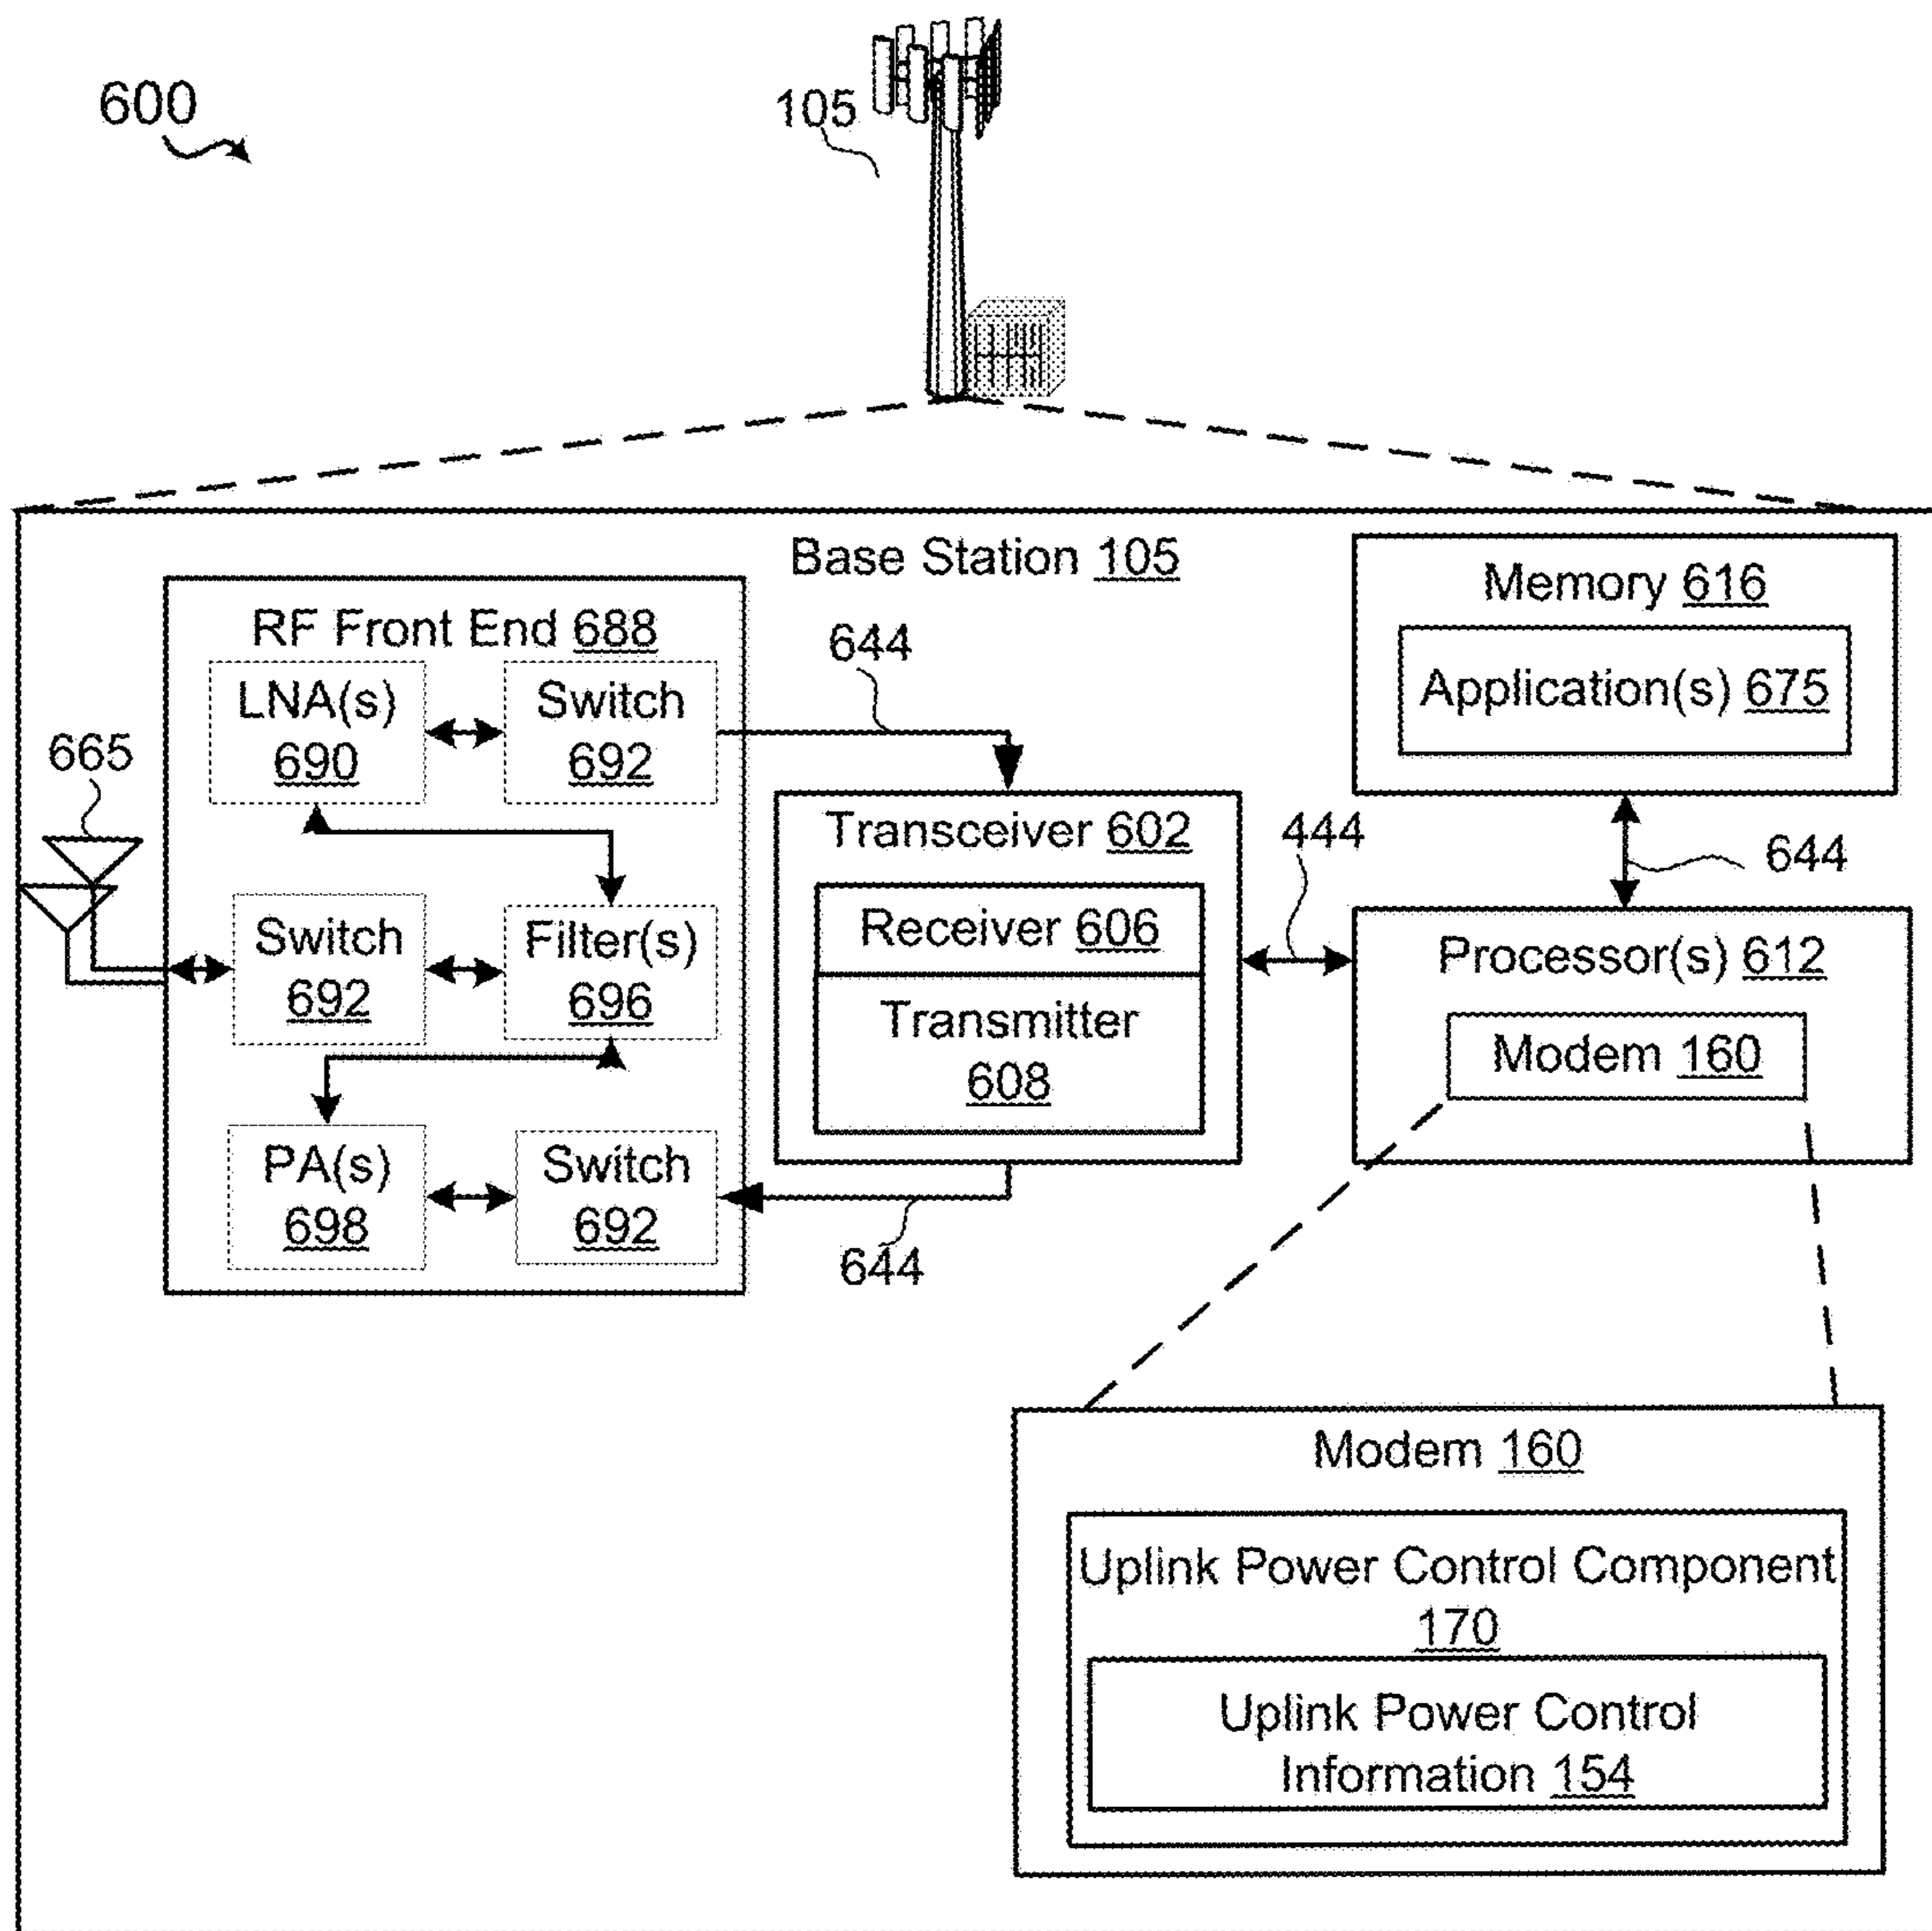 600
105
Base Station 105
RF Front End 688
LNA(s)
690
Switch
692
644
665
Switch
692
Filter(s)
696
PA(s)
698
Switch
692
644
Transceiver 602
Receiver 606
Transmitter
608
444
Memory 616
Application(s) 675
644
Processor(s) 612
Modem 160
Modem 160
Uplink Power Control Component
170
Uplink Power Control
Information 154